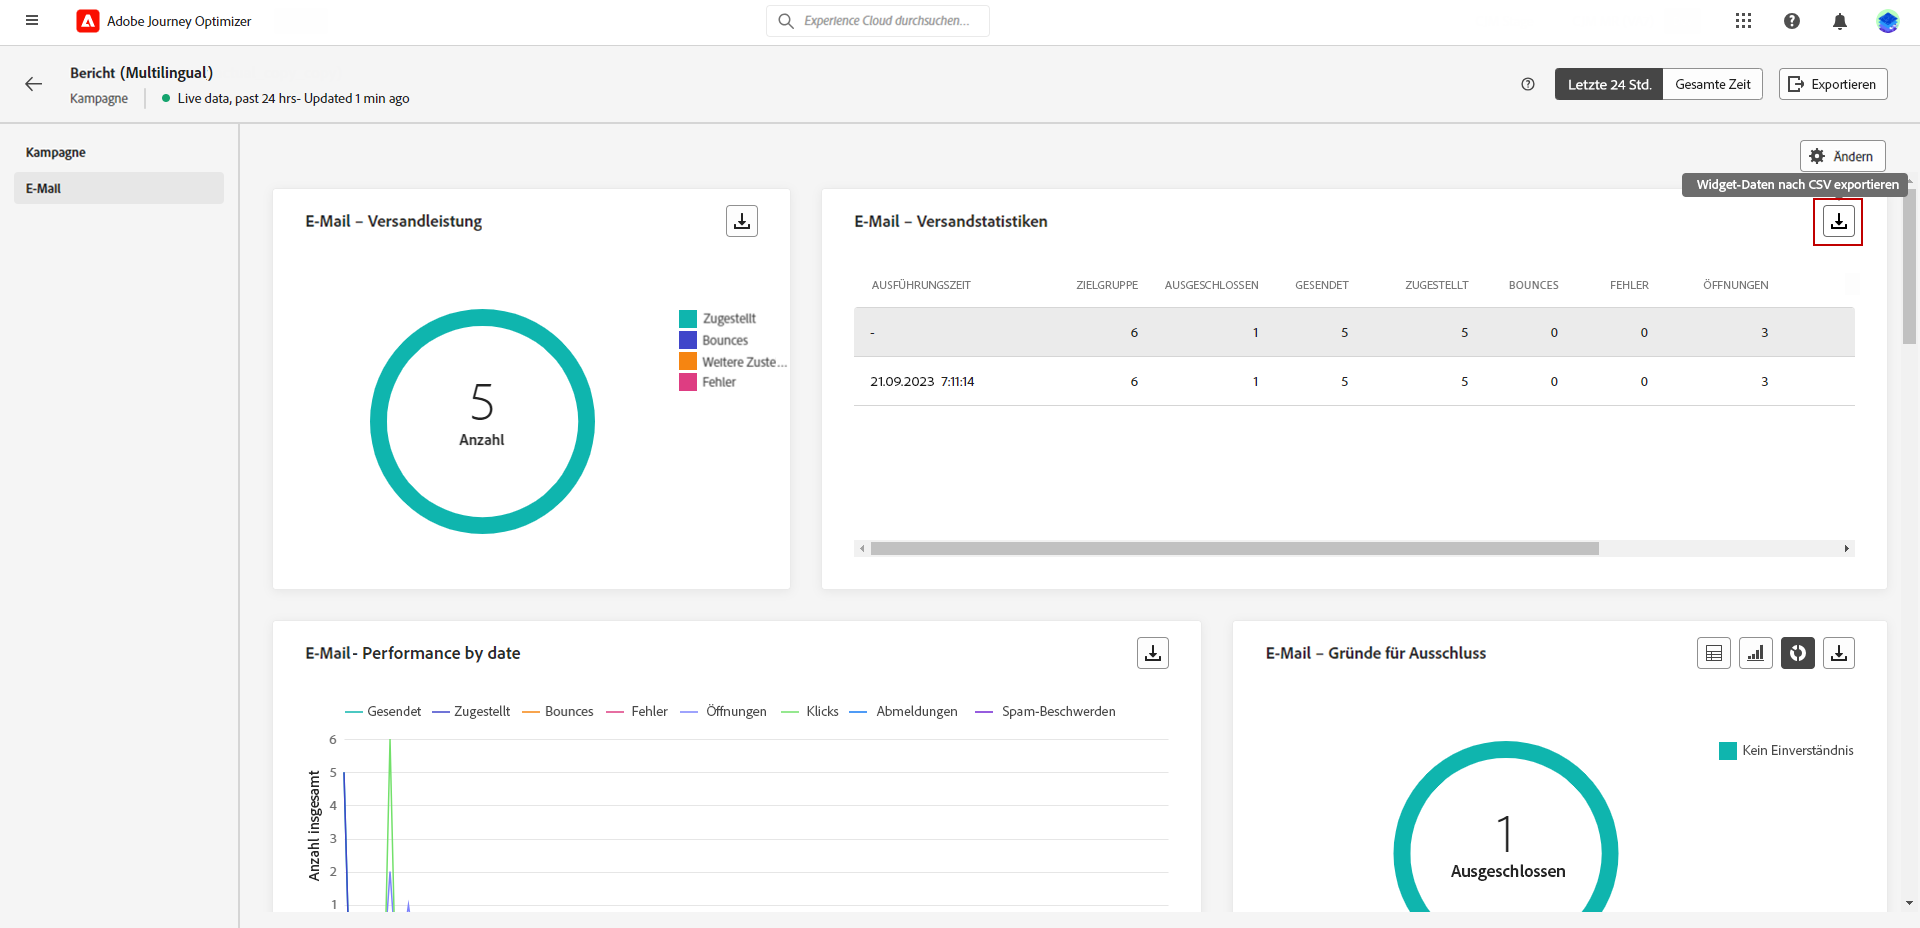 Adobe Journey Optimizer
Experience Cloud durchsuchen...
Bericht (Multilingual)
Kampagne
Live data, past 24 hrs- Updated 1 min ago
Letzte 24 Std.
Gesamte Zeit
Exportieren
Kampagne
E-Mail
Ändern
Widget-Daten nach CSV exportieren
E-Mail – Versandleistung
Zugestellt
Bounces
Weitere Zuste...
Fehler
5
Anzahl
E-Mail – Versandstatistiken
AUSFÜHRUNGSZEIT ZIELGRUPPE AUSGESCHLOSSEN GESENDET ZUGESTELLT BOUNCES FEHLER ÖFFNUNGEN
- 6 1 5 5 0 0 3
21.09.2023 7:11:14 6 1 5 5 0 0 3
E-Mail- Performance by date
Gesendet Zugestellt Bounces Fehler Öffnungen Klicks Abmeldungen Spam-Beschwerden
Anzahl insgesamt
6
5
4
3
2
1
E-Mail – Gründe für Ausschluss
Kein Einverständnis
1
Ausgeschlossen